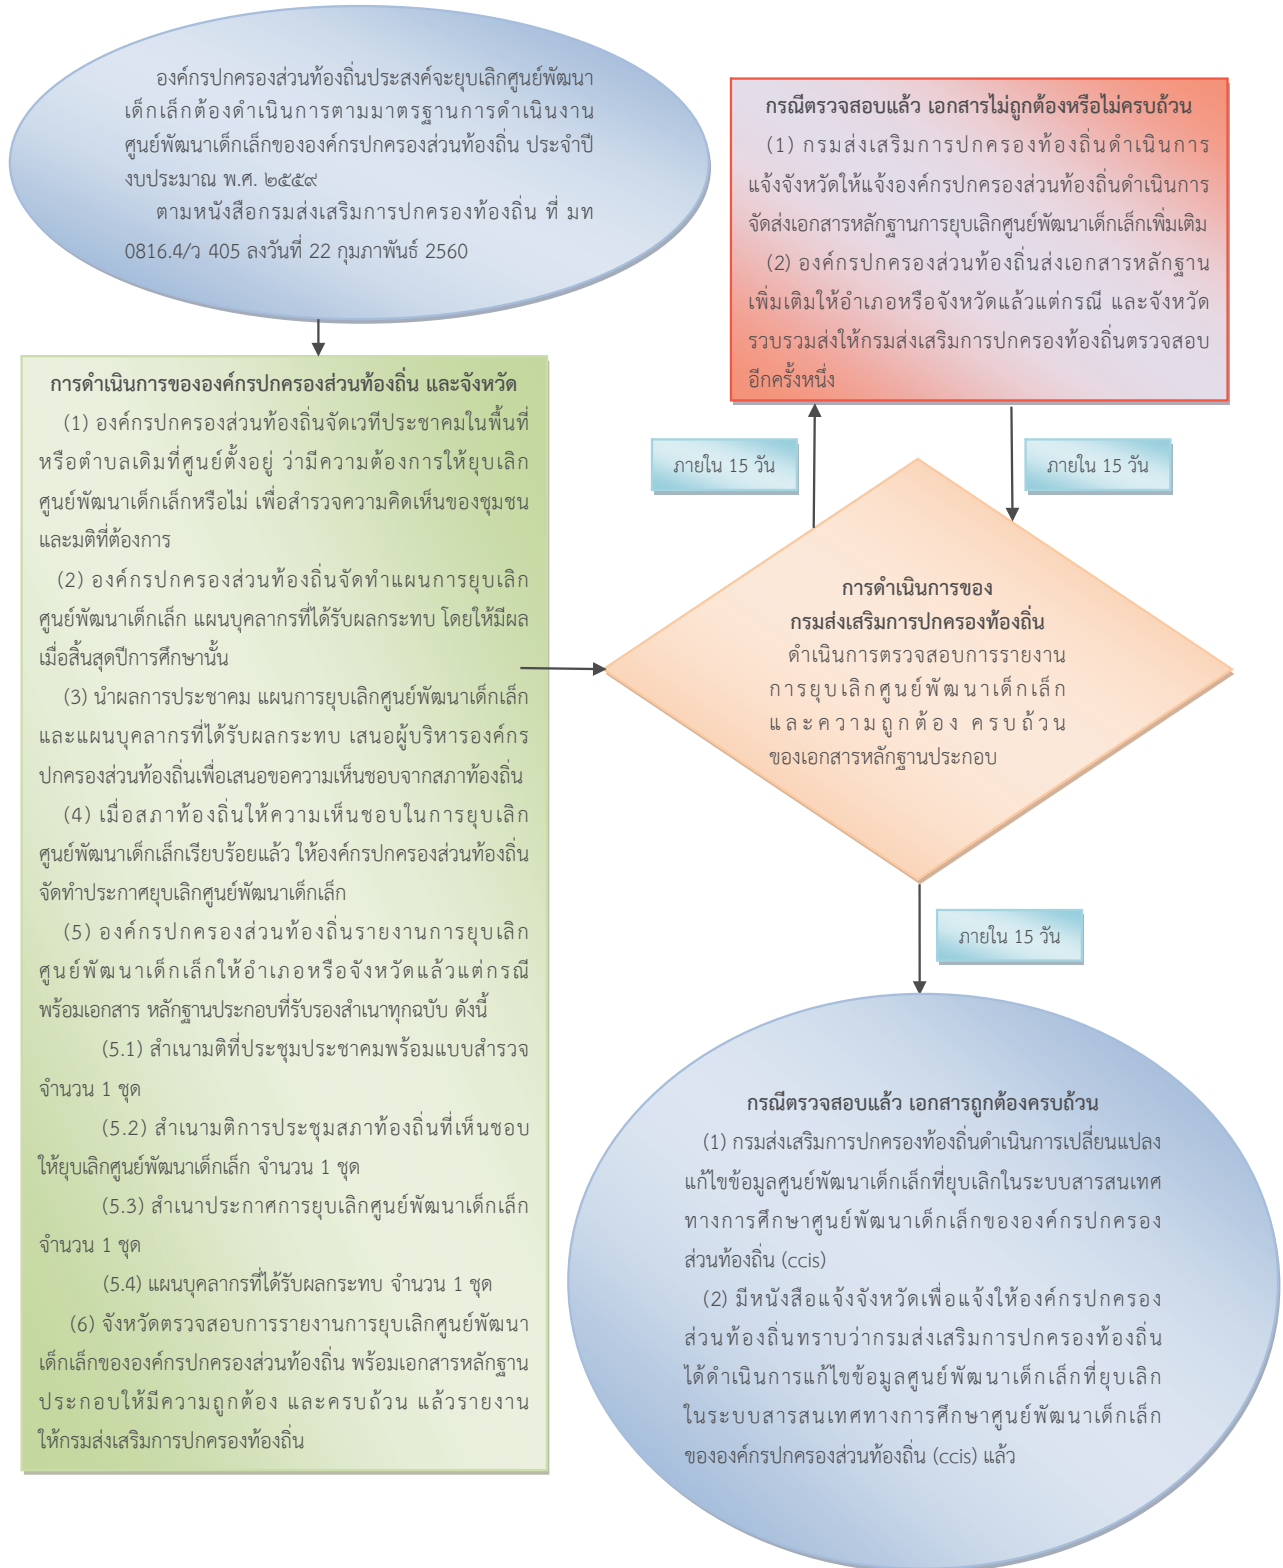 องค์กรปกครองส่วนท้องถิ่นประสงค์จะยุบเลิกศูนย์พัฒนา
เด็กเล็กต้องดำเนินการตามมาตรฐานการดำเนินงาน
ศูนย์พัฒนาเด็กเล็กขององค์กรปกครองส่วนท้องถิ่น ประจำปี
งบประมาณ พ.ศ. ๒๕๕๙
ตามหนังสือกรมส่งเสริมการปกครองท้องถิ่น ที่ มท
0816.4/ว 405 ลงวันที่ 22 กุมภาพันธ์ 2560
การดำเนินการขององค์กรปกครองส่วนท้องถิ่น และจังหวัด
(1) องค์กรปกครองส่วนท้องถิ่นจัดเวทีประชาคมในพื้นที่
หรือตำบลเดิมที่ศูนย์ตั้งอยู่ ว่ามีความต้องการให้ยุบเลิก
ศูนย์พัฒนาเด็กเล็กหรือไม่ เพื่อสำรวจความคิดเห็นของชุมชน
และมติที่ต้องการ
(2) องค์กรปกครองส่วนท้องถิ่นจัดทำแผนการยุบเลิก
ศูนย์พัฒนาเด็กเล็ก แผนบุคลากรที่ได้รับผลกระทบ โดยให้มีผล
เมื่อสิ้นสุดปีการศึกษานั้น
(3) นำผลการประชาคม แผนการยุบเลิกศูนย์พัฒนาเด็กเล็ก
และแผนบุคลากรที่ได้รับผลกระทบ เสนอผู้บริหารองค์กร
ปกครองส่วนท้องถิ่นเพื่อเสนอขอความเห็นชอบจากสภาท้องถิ่น
(4) เมื่อสภาท้องถิ่นให้ความเห็นชอบในการยุบเลิก
ศูนย์พัฒนาเด็กเล็กเรียบร้อยแล้ว ให้องค์กรปกครองส่วนท้องถิ่น
จัดทำประกาศยุบเลิกศูนย์พัฒนาเด็กเล็ก
(5) องค์กรปกครองส่วนท้องถิ่นรายงานการยุบเลิก
ศูนย์พัฒนาเด็กเล็กให้อำเภอหรือจังหวัดแล้วแต่กรณี
พร้อมเอกสาร หลักฐานประกอบที่รับรองสำเนาทุกฉบับ ดังนี้
(5.1) สำเนามติที่ประชุมประชาคมพร้อมแบบสำรวจ
จำนวน 1 ชุด
(5.2) สำเนามติการประชุมสภาท้องถิ่นที่เห็นชอบ
ให้ยุบเลิกศูนย์พัฒนาเด็กเล็ก จำนวน 1 ชุด
(5.3) สำเนาประกาศการยุบเลิกศูนย์พัฒนาเด็กเล็ก
จำนวน 1 ชุด
(5.4) แผนบุคลากรที่ได้รับผลกระทบ จำนวน 1 ชุด
(6) จังหวัดตรวจสอบการรายงานการยุบเลิกศูนย์พัฒนา
เด็กเล็กขององค์กรปกครองส่วนท้องถิ่น พร้อมเอกสารหลักฐาน
ประกอบให้มีความถูกต้อง และครบถ้วน แล้วรายงาน
ให้กรมส่งเสริมการปกครองท้องถิ่น
กรณีตรวจสอบแล้ว เอกสารไม่ถูกต้องหรือไม่ครบถ้วน
(1) กรมส่งเสริมการปกครองท้องถิ่นดำเนินการ
แจ้งจังหวัดให้แจ้งองค์กรปกครองส่วนท้องถิ่นดำเนินการ
จัดส่งเอกสารหลักฐานการยุบเลิกศูนย์พัฒนาเด็กเล็กเพิ่มเติม
(2) องค์กรปกครองส่วนท้องถิ่นส่งเอกสารหลักฐาน
เพิ่มเติมให้อำเภอหรือจังหวัดแล้วแต่กรณี และจังหวัด
รวบรวมส่งให้กรมส่งเสริมการปกครองท้องถิ่นตรวจสอบ
อีกครั้งหนึ่ง
ภายใน 15 วัน
ภายใน 15 วัน
การดำเนินการของ
กรมส่งเสริมการปกครองท้องถิ่น
ดำเนินการตรวจสอบการรายงาน
การยุบเลิกศูนย์พัฒนาเด็กเล็ก
และความถูกต้อง ครบถ้วน
ของเอกสารหลักฐานประกอบ
ภายใน 15 วัน
กรณีตรวจสอบแล้ว เอกสารถูกต้องครบถ้วน
(1) กรมส่งเสริมการปกครองท้องถิ่นดำเนินการเปลี่ยนแปลง
แก้ไขข้อมูลศูนย์พัฒนาเด็กเล็กที่ยุบเลิกในระบบสารสนเทศ
ทางการศึกษาศูนย์พัฒนาเด็กเล็กขององค์กรปกครอง
ส่วนท้องถิ่น (ccis)
(2) มีหนังสือแจ้งจังหวัดเพื่อแจ้งให้องค์กรปกครอง
ส่วนท้องถิ่นทราบว่ากรมส่งเสริมการปกครองท้องถิ่น
ได้ดำเนินการแก้ไขข้อมูลศูนย์พัฒนาเด็กเล็กที่ยุบเลิก
ในระบบสารสนเทศทางการศึกษาศูนย์พัฒนาเด็กเล็ก
ขององค์กรปกครองส่วนท้องถิ่น (ccis) แล้ว